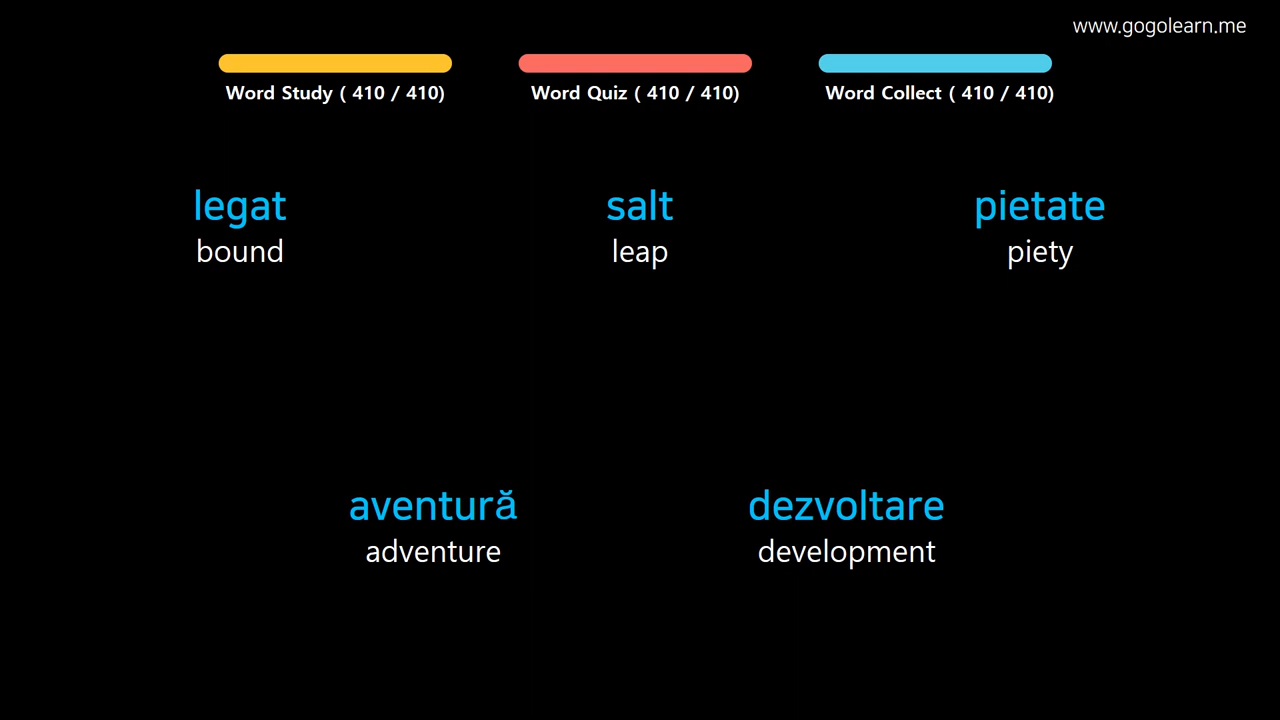 www.gogolearn.me
Word Study ( 410 / 410)
Word Quiz ( 410 / 410)
Word Collect ( 410 / 410)
legat
bound
salt
leap
pietate
piety
aventură
adventure
dezvoltare
development